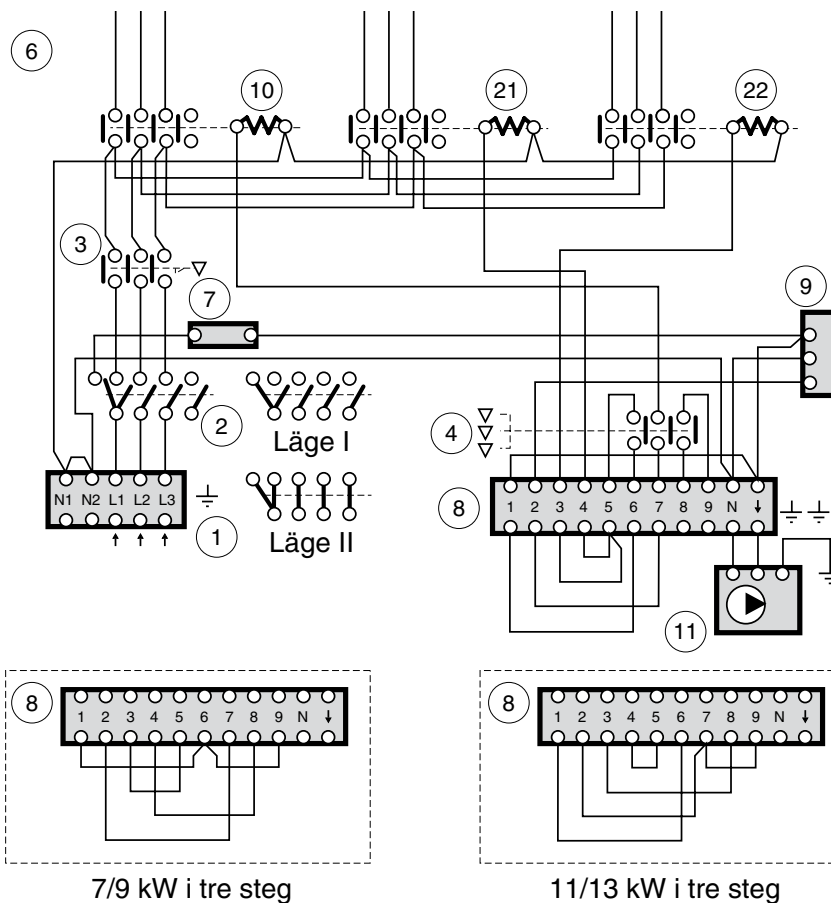 6
10
21
22
3
7
9
2
4
Läge I
N1 N2 L1 L2 L3
1
Läge II
8
1 2 3 4 5 6 7 8 9 N
11
8
1 2 3 4 5 6 7 8 9 N
8
1 2 3 4 5 6 7 8 9 N
7/9 kW i tre steg
11/13 kW i tre steg